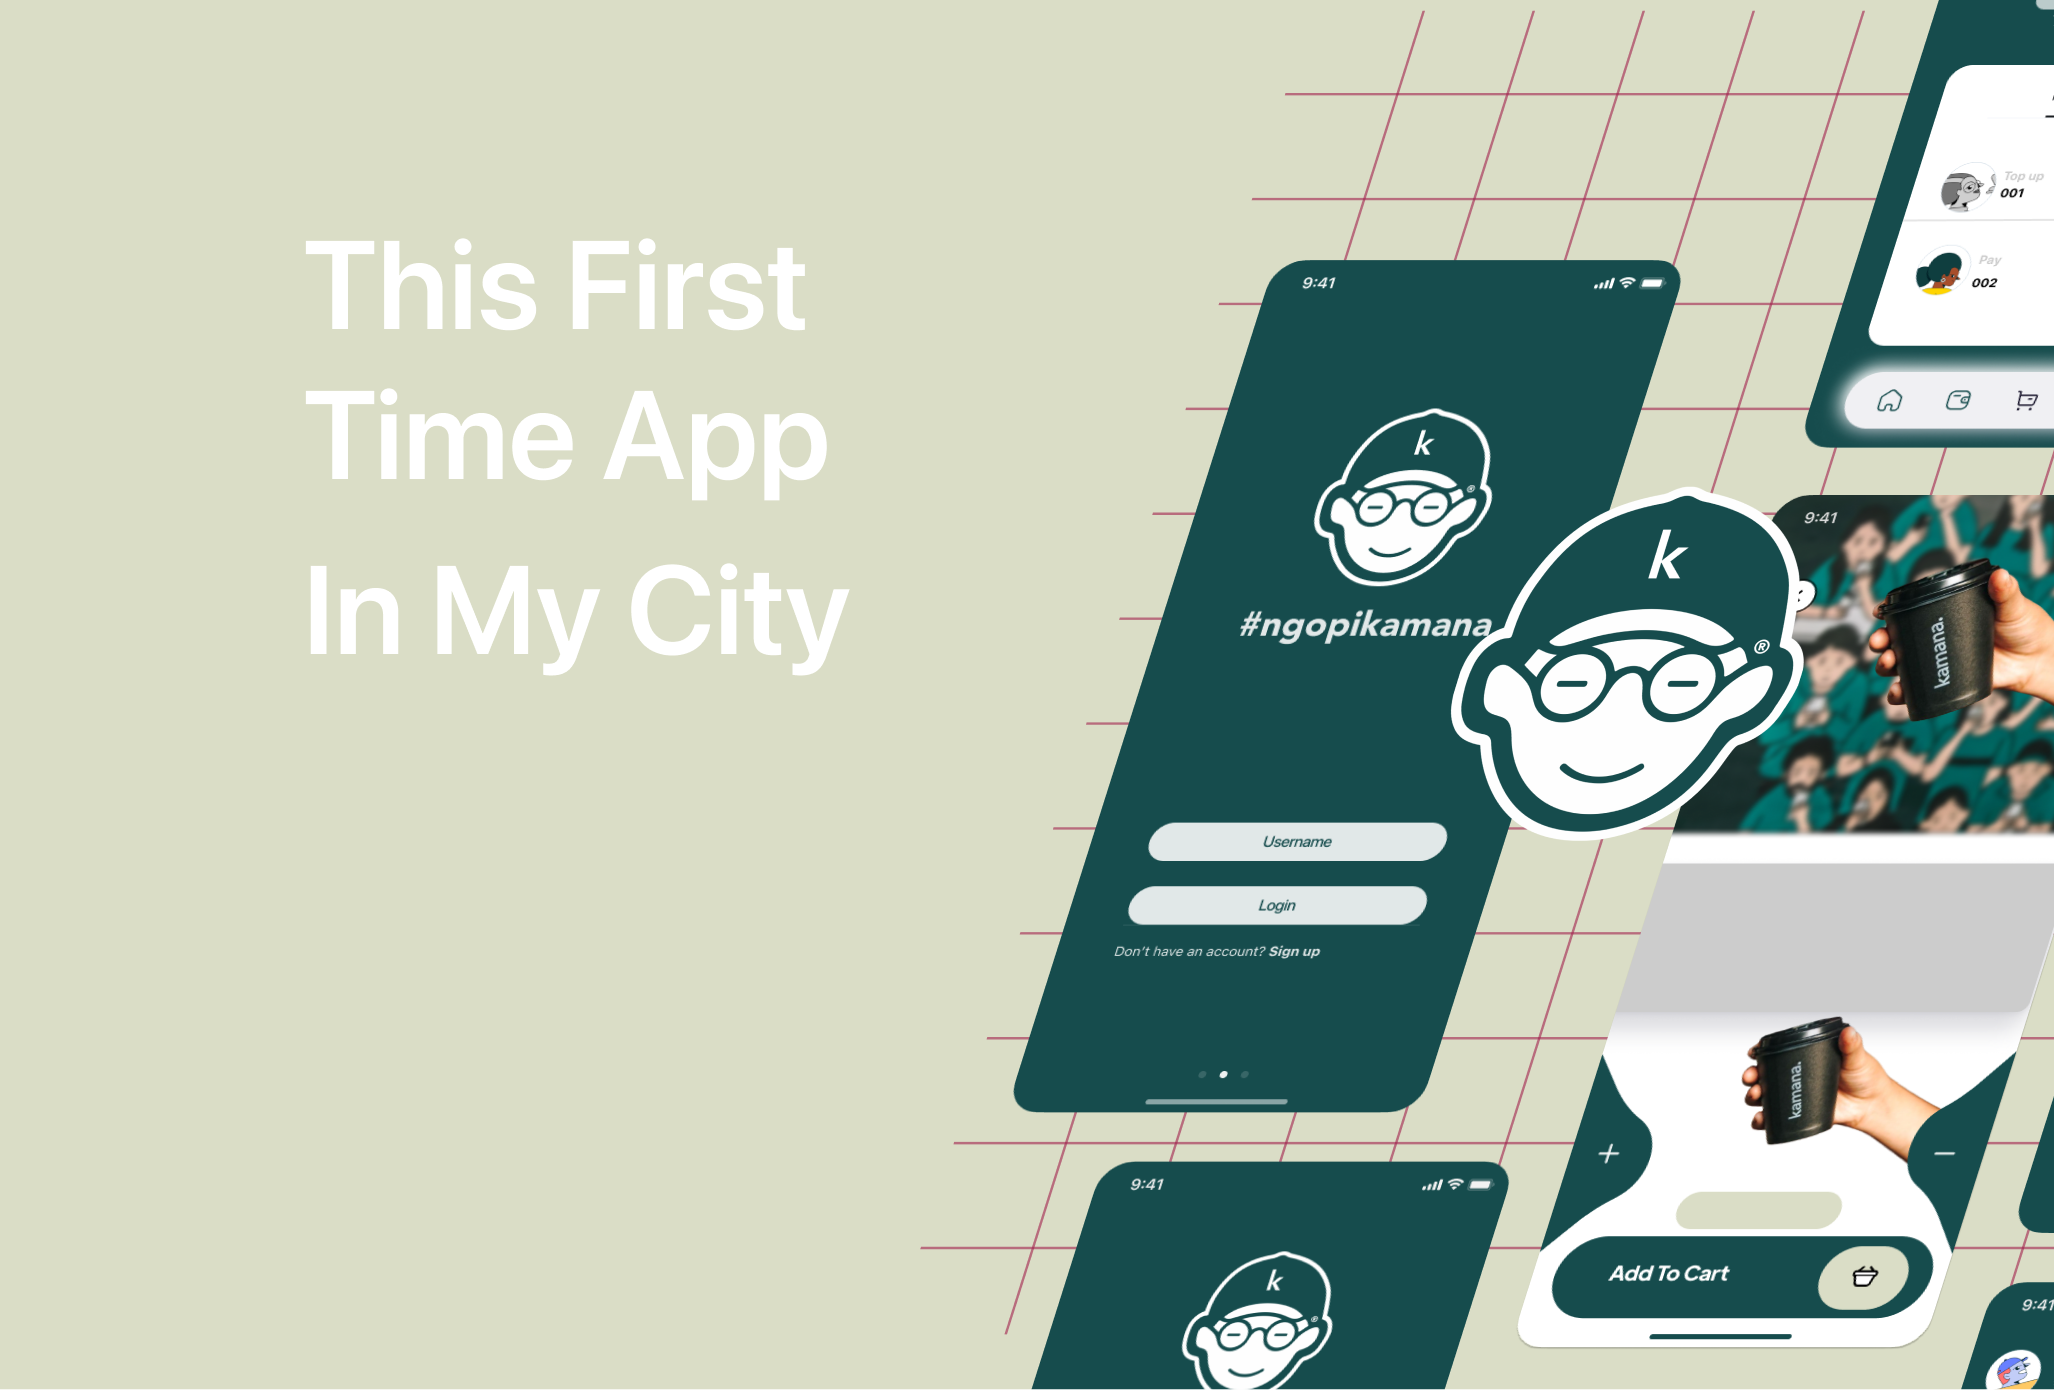 This First
Time App
In My City
9:41
k
®
#ngopikamana
Username
Login
Don't have an account? Sign up
k
®
Top up
001
Pay
002
9:41
kamana.
kamana.
+
−
Add To Cart
9:41
k
®
9:41